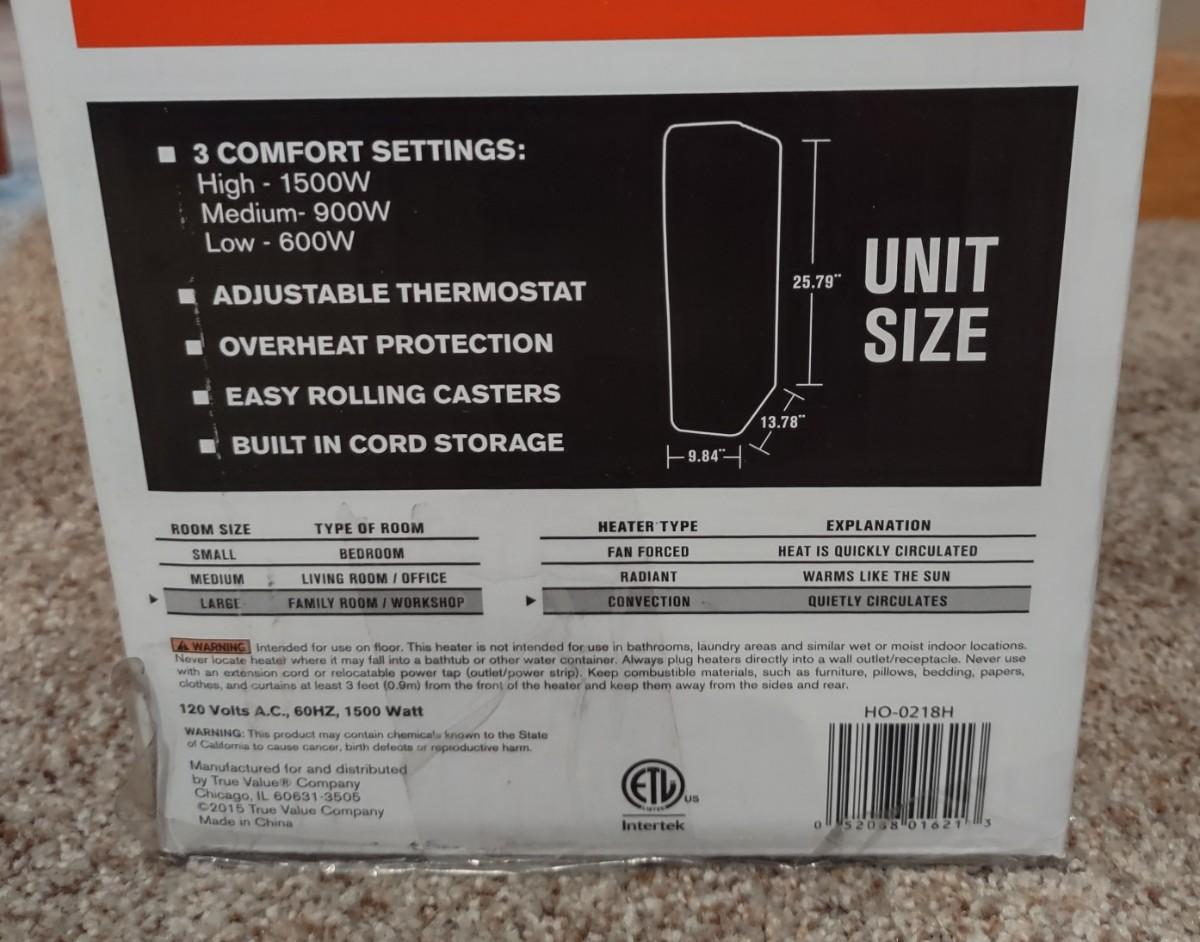 ■ 3 COMFORT SETTINGS:
High - 1500W
Medium- 900W
Low - 600W
■ ADJUSTABLE THERMOSTAT
■ OVERHEAT PROTECTION
■ EASY ROLLING CASTERS
■ BUILT IN CORD STORAGE
25.79"
13.78"
9.84"
UNIT
SIZE
ROOM SIZE TYPE OF ROOM
SMALL BEDROOM
MEDIUM LIVING ROOM / OFFICE
▶ LARGE FAMILY ROOM / WORKSHOP
HEATER TYPE EXPLANATION
FAN FORCED HEAT IS QUICKLY CIRCULATED
RADIANT WARMS LIKE THE SUN
▶ CONVECTION QUIETLY CIRCULATES
⚠ WARNING Intended for use on floor. This heater is not intended for use in bathrooms, laundry areas and similar wet or moist indoor locations.
Never locate heater where it may fall into a bathtub or other water container. Always plug heaters directly into a wall outlet/receptacle. Never use
with an extension cord or relocatable power tap (outlet/power strip). Keep combustible materials, such as furniture, pillows, bedding, papers,
clothes, and curtains at least 3 feet (0.9m) from the front of the heater and keep them away from the sides and rear.
120 Volts A.C., 60HZ, 1500 Watt
WARNING: This product may contain chemicals known to the State
of California to cause cancer, birth defects or reproductive harm.
Manufactured for and distributed
by True Value® Company
Chicago, IL 60631-3505
©2015 True Value Company
Made in China
ETL
LISTED
US
Intertek
HO-0218H
0 52088 01621 3